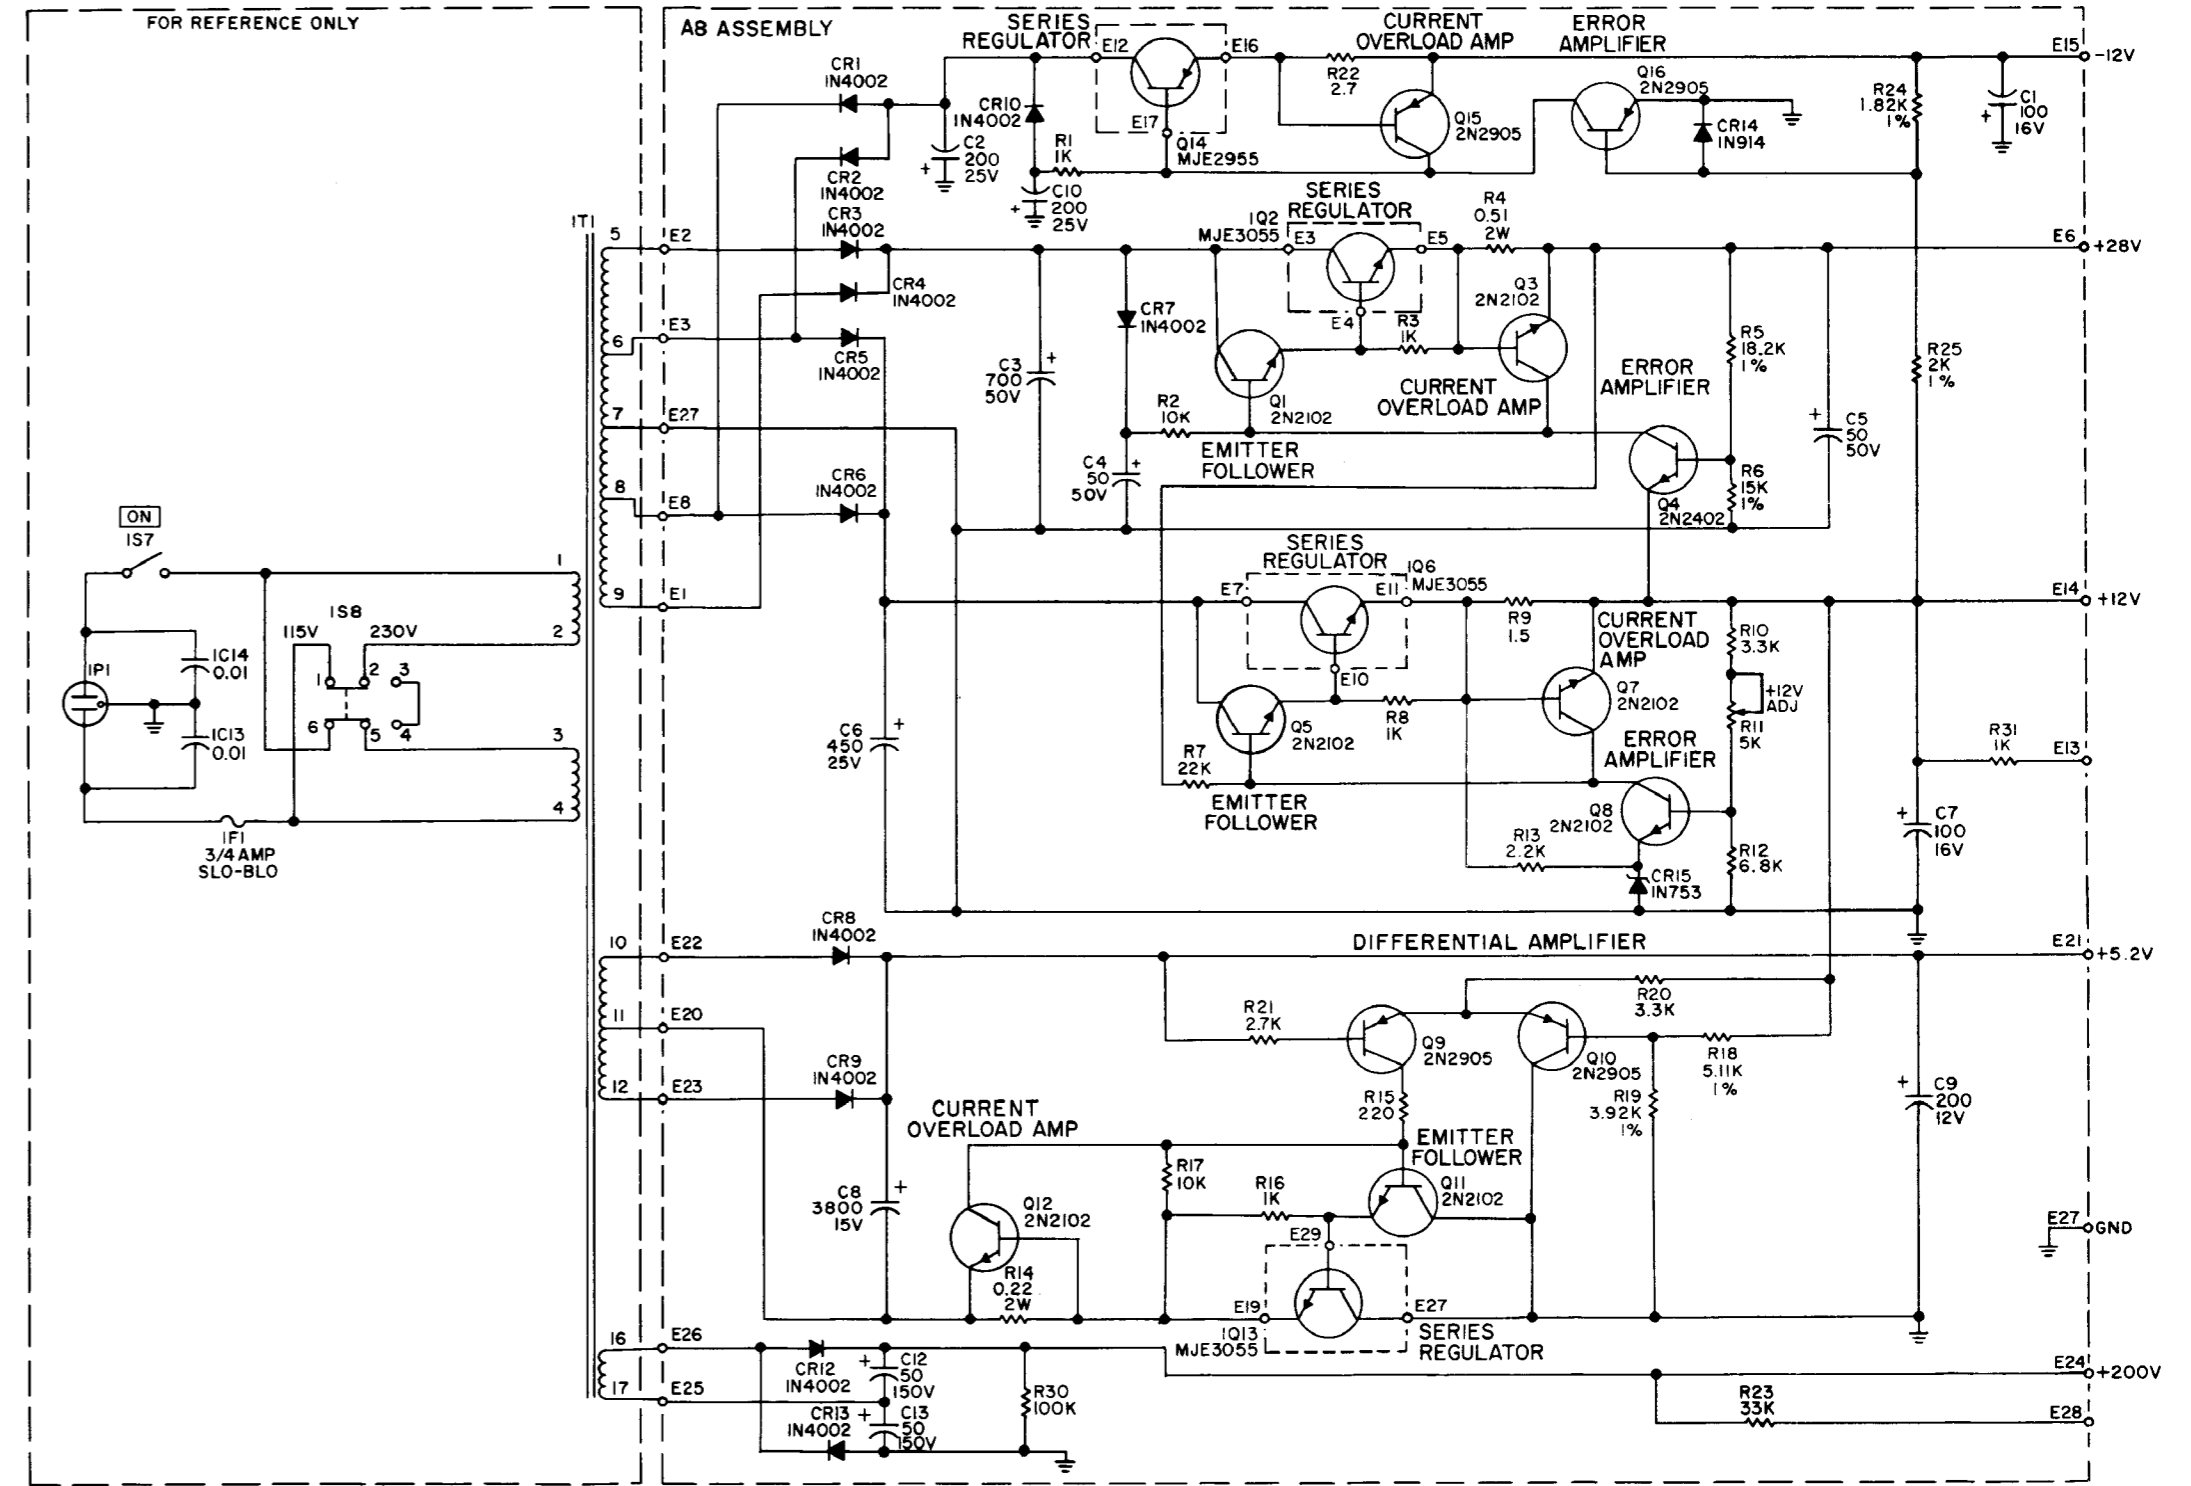 FOR REFERENCE ONLY
A8 ASSEMBLY
SERIES
REGULATOR
E12
E16
E17
Q14
MJE2955
CURRENT
OVERLOAD AMP
R22
2.7
Q15
2N2905
ERROR
AMPLIFIER
Q16
2N2905
CR14
1N914
R24
1.82K
1%
C1
100
16V
+
E15
-12V
CR1
1N4002
CR2
1N4002
CR10
1N4002
C2
200
25V
+
R1
1K
C10
200
25V
+
1T1
5
6
7
8
9
E2
E3
E27
E8
E1
CR3
1N4002
CR4
1N4002
CR5
1N4002
CR6
1N4002
SERIES
REGULATOR
1Q2
MJE3055
E3
E5
E4
R4
0.51
2W
Q3
2N2102
R3
1K
CR7
1N4002
C3
700
50V
+
R2
10K
Q1
2N2102
EMITTER
FOLLOWER
CURRENT
OVERLOAD AMP
ERROR
AMPLIFIER
C4
50
50V
+
R5
18.2K
1%
R6
15K
1%
Q4
2N2402
C5
50
50V
+
R25
2K
1%
E6
+28V
ON
1S7
1
2
3
4
1S8
115V
230V
1
2
3
6
5
4
1P1
1C14
0.01
1C13
0.01
1F1
3/4 AMP
SLO-BLO
SERIES
REGULATOR
1Q6
MJE3055
E7
E11
E10
R9
1.5
CURRENT
OVERLOAD
AMP
Q7
2N2102
R8
1K
Q5
2N2102
R7
22K
EMITTER
FOLLOWER
C6
450
25V
+
ERROR
AMPLIFIER
Q8
2N2102
R13
2.2K
CR15
1N753
R10
3.3K
+12V
ADJ
R11
5K
R12
6.8K
C7
100
16V
+
R31
1K
E13
E14
+12V
10
11
12
E22
E20
E23
CR8
1N4002
CR9
1N4002
C8
3800
15V
+
DIFFERENTIAL AMPLIFIER
R21
2.7K
Q9
2N2905
R20
3.3K
Q10
2N2905
R18
5.11K
1%
R19
3.92K
1%
R15
220
EMITTER
FOLLOWER
Q11
2N2102
R17
10K
R16
1K
CURRENT
OVERLOAD AMP
Q12
2N2102
R14
0.22
2W
E29
E19
E27
1Q13
MJE3055
SERIES
REGULATOR
C9
200
12V
+
E21
+5.2V
E27
GND
16
17
E26
E25
CR12
1N4002
CR13
1N4002
C12
50
150V
+
C13
50
150V
+
R30
100K
E24
+200V
R23
33K
E28